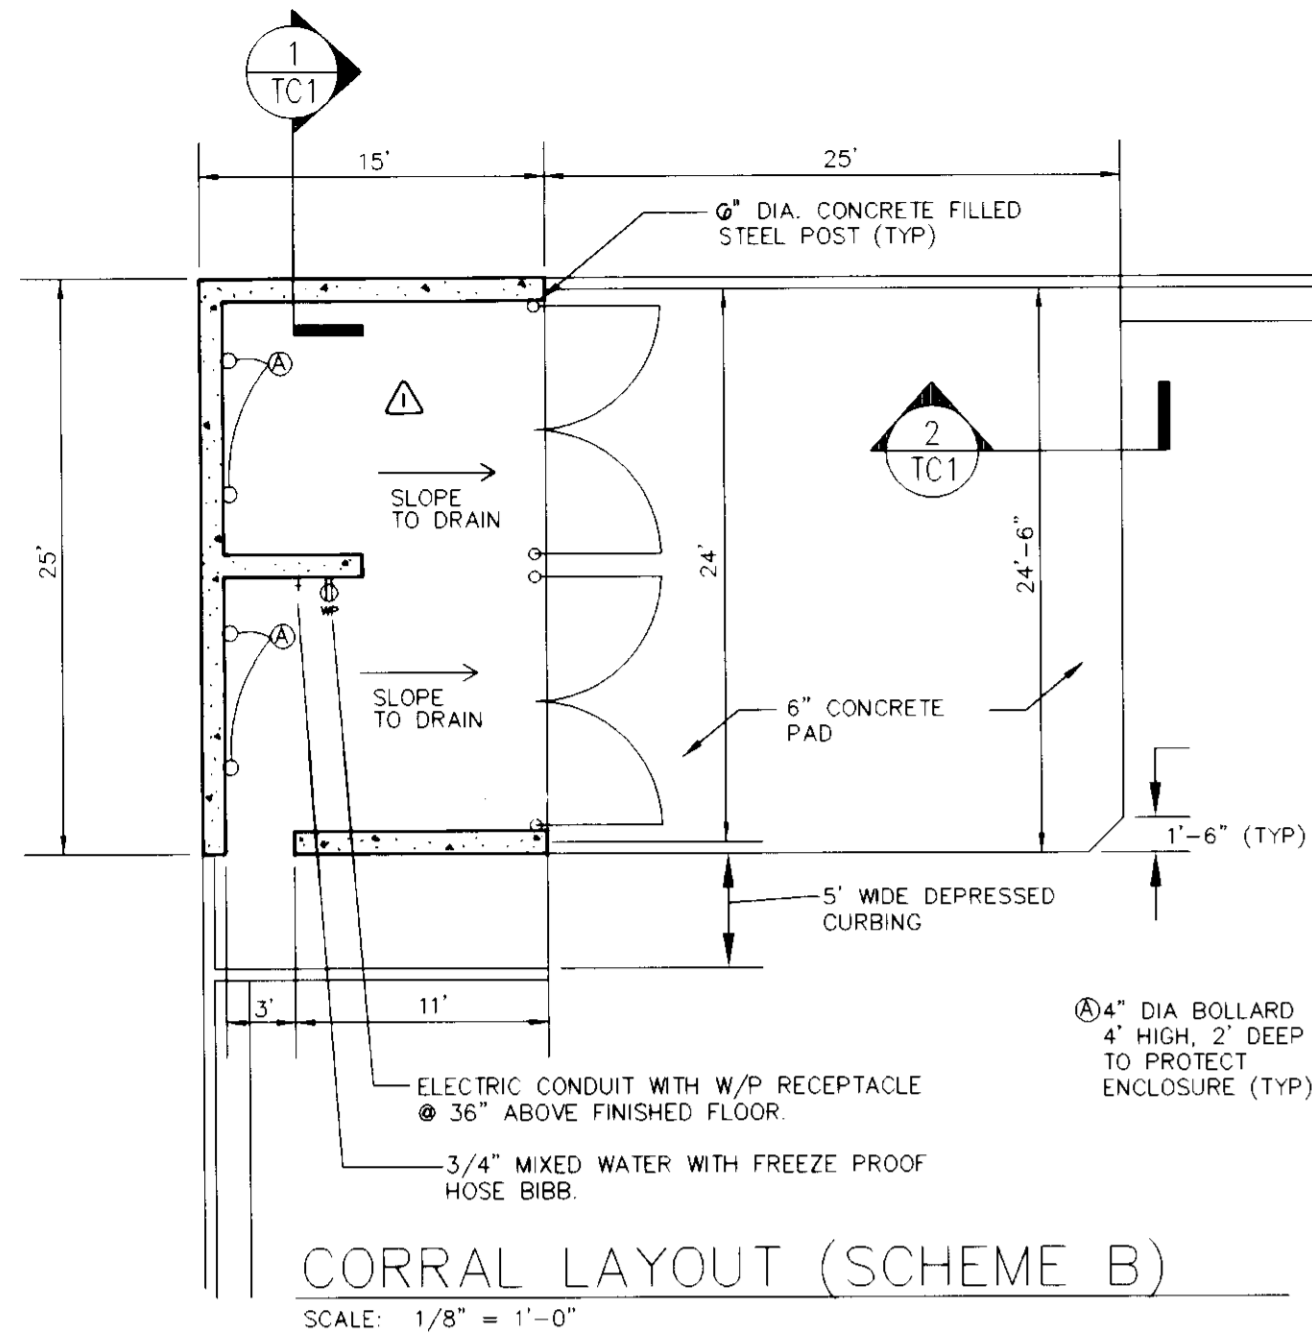 1
TC1
15'
25'
6" DIA. CONCRETE FILLED
STEEL POST (TYP)
A
1
2
TC1
SLOPE
TO DRAIN
25'
24'
24'-6"
WP
A
SLOPE
TO DRAIN
6" CONCRETE
PAD
1'-6" (TYP)
5' WIDE DEPRESSED
CURBING
3'
11'
A 4" DIA BOLLARD
4' HIGH, 2' DEEP
TO PROTECT
ENCLOSURE (TYP)
ELECTRIC CONDUIT WITH W/P RECEPTACLE
@ 36" ABOVE FINISHED FLOOR.
3/4" MIXED WATER WITH FREEZE PROOF
HOSE BIBB.
CORRAL LAYOUT (SCHEME B)
SCALE: 1/8" = 1'-0"